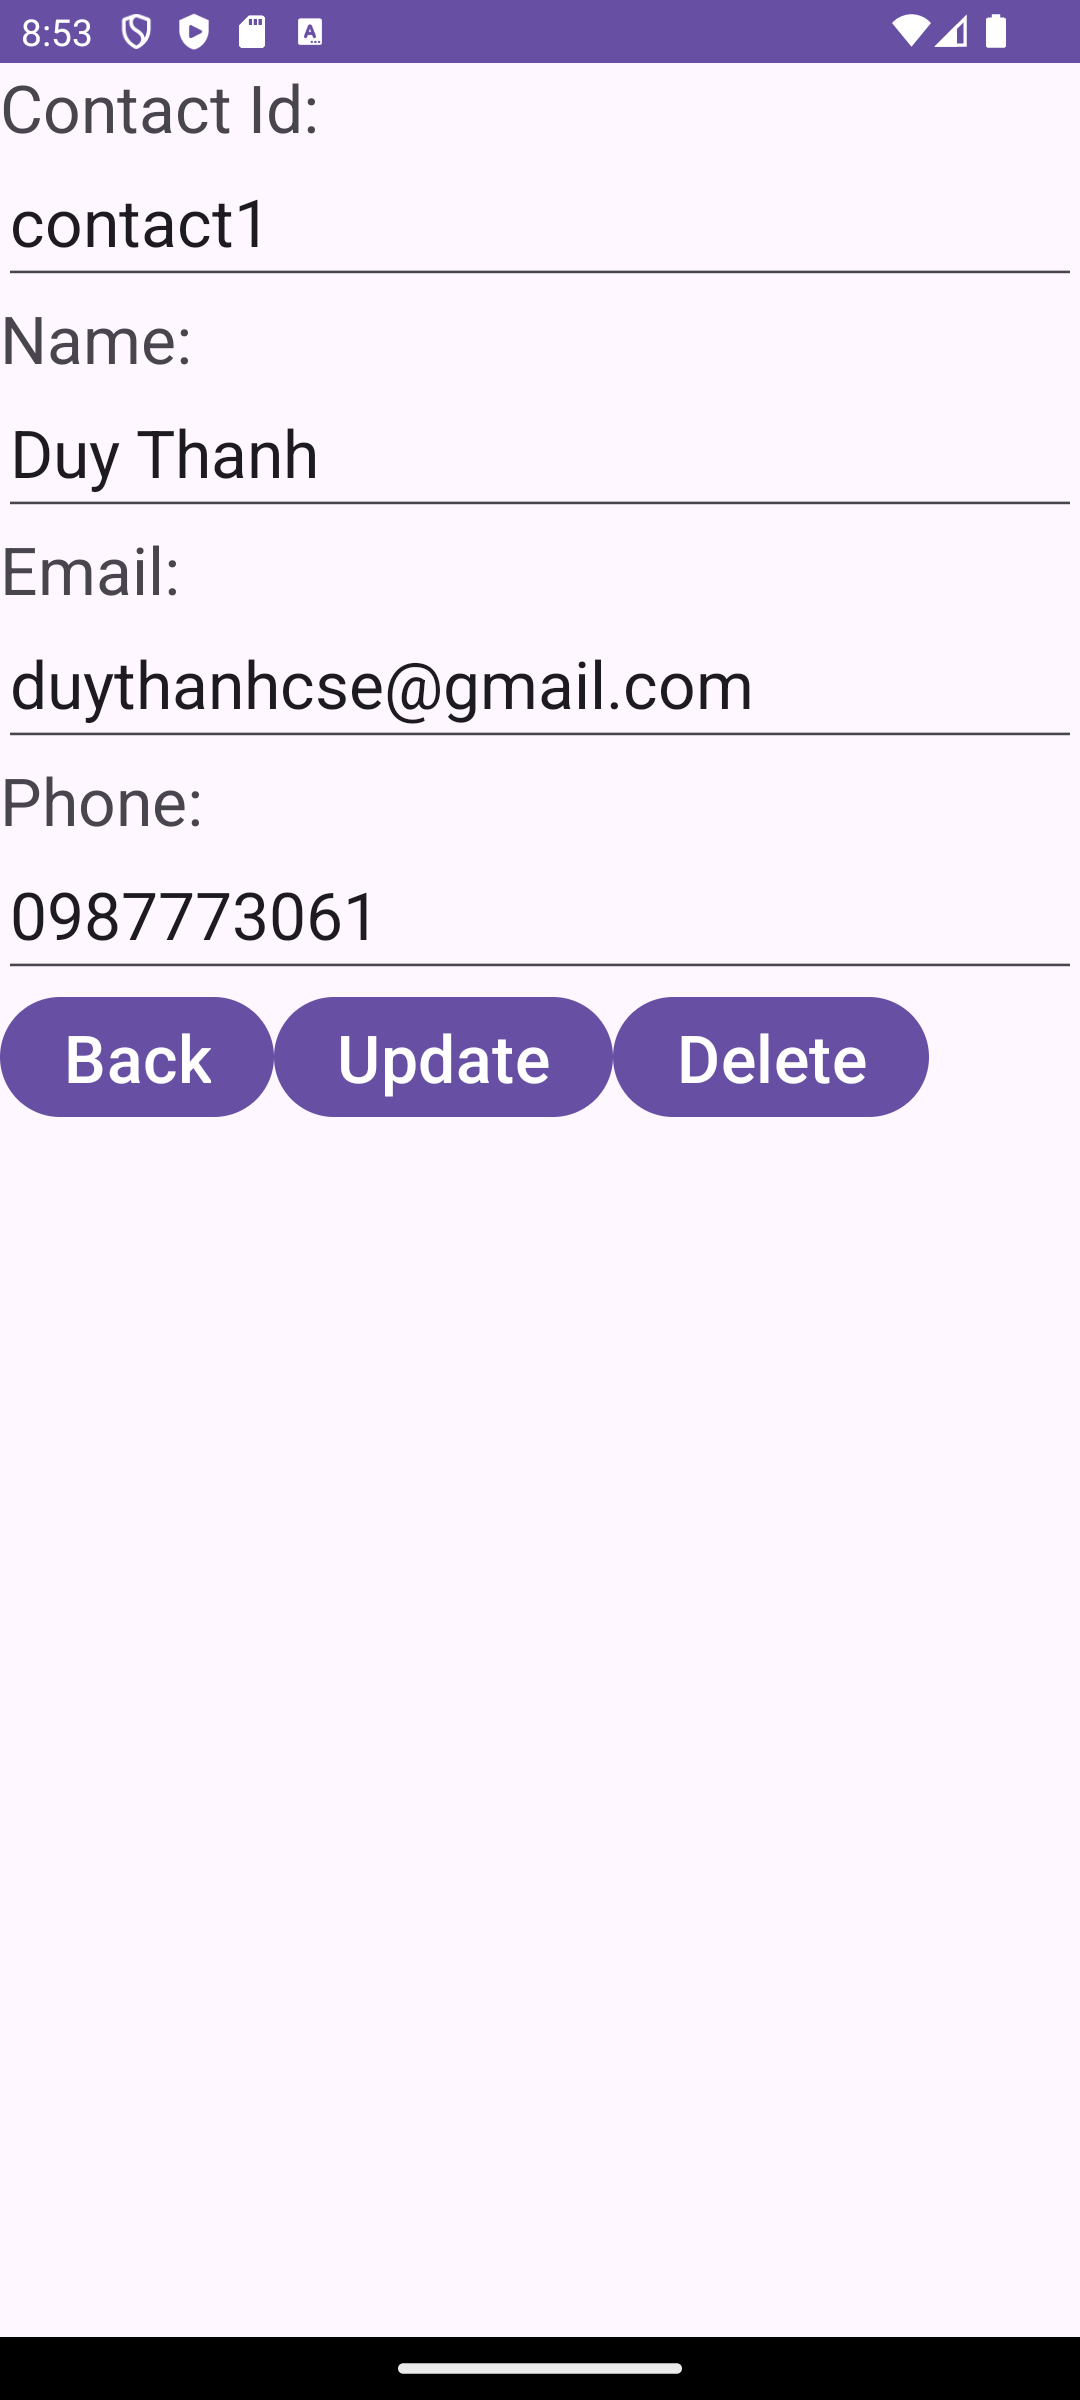 8:53
Contact Id:
contact1
Name:
Duy Thanh
Email:
duythanhcse@gmail.com
Phone:
0987773061
Back Update Delete